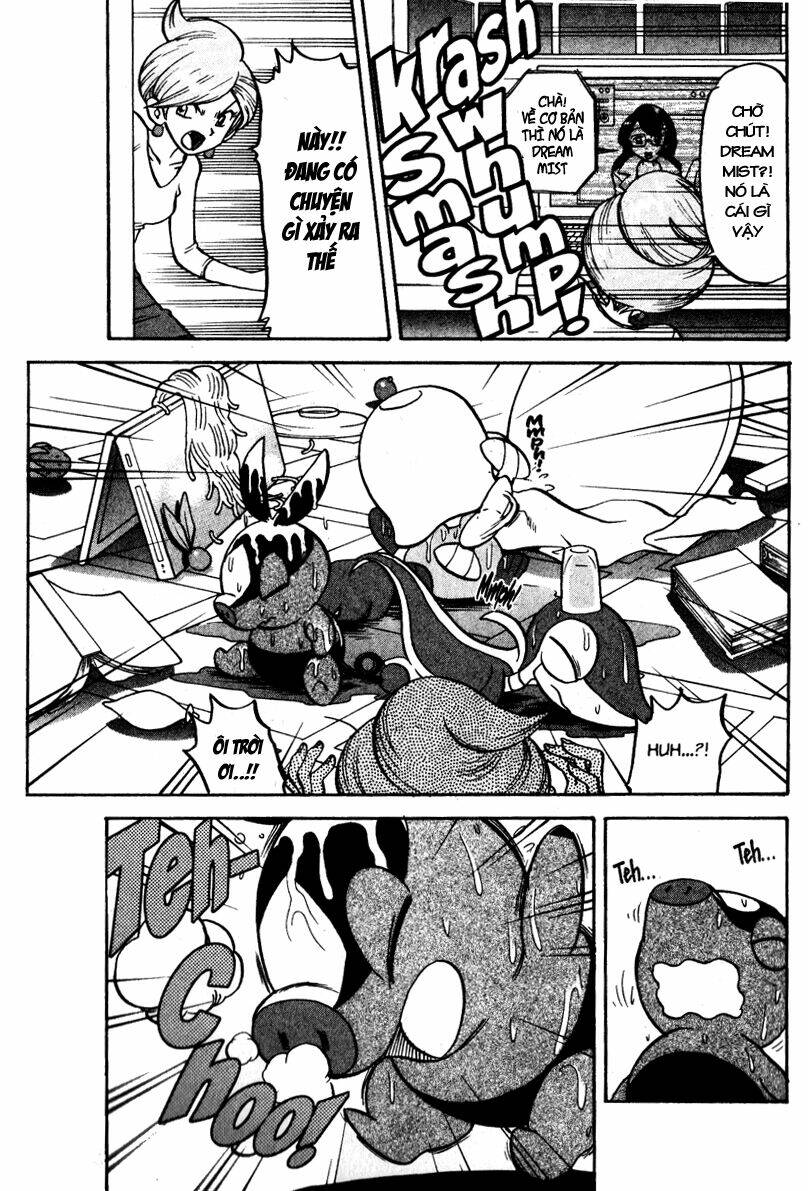 CHỜ
CHÚT!
DREAM
MIST?!
NÓ LÀ
CÁI GÌ
VẬY
CHÀ!
VỀ CƠ BẢN
THÌ NÓ LÀ
DREAM
MIST
Krash
whump!
Smash
NÀY!!
ĐANG CÓ
CHUYỆN
GÌ XẢY RA
THẾ
Mmph!
Mmph!
HUH...?!
ÔI TRỜI
ƠI...!!
Teh...
Teh...
Teh-
Choo!